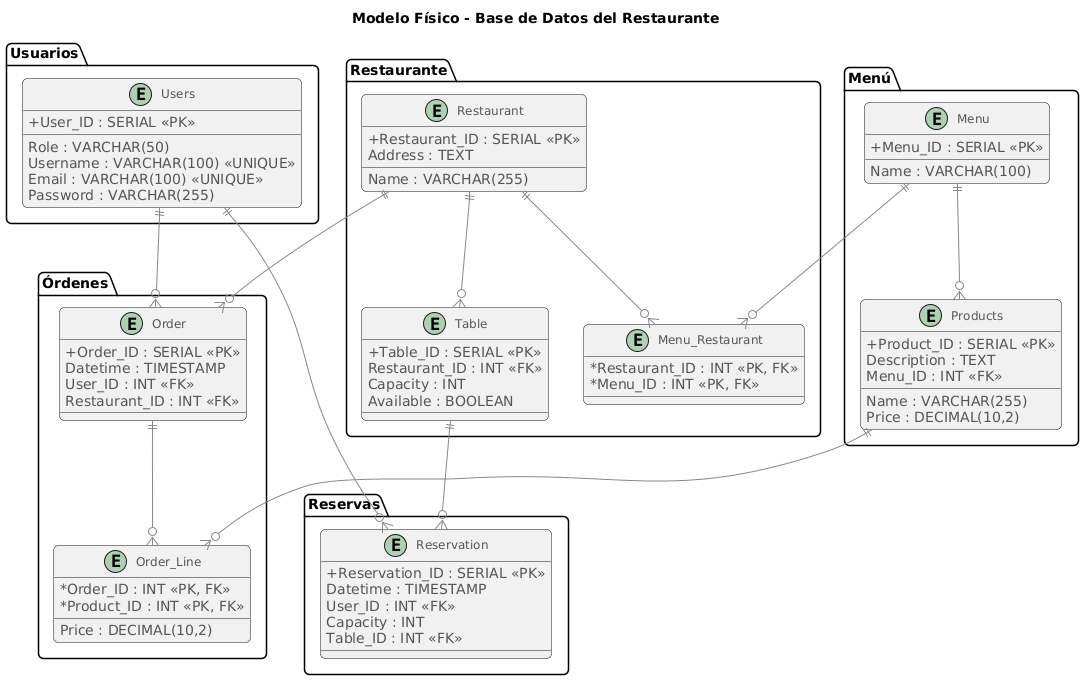 Modelo Físico - Base de Datos del Restaurante
Usuarios
E Users
+User_ID : SERIAL «PK»
Role : VARCHAR(50)
Username : VARCHAR(100) «UNIQUE»
Email : VARCHAR(100) «UNIQUE»
Password : VARCHAR(255)
Restaurante
E Restaurant
+Restaurant_ID : SERIAL «PK»
Address : TEXT
Name : VARCHAR(255)
Menú
E Menu
+Menu_ID : SERIAL «PK»
Name : VARCHAR(100)
Órdenes
E Order
+Order_ID : SERIAL «PK»
Datetime : TIMESTAMP
User_ID : INT «FK»
Restaurant_ID : INT «FK»
E Table
+Table_ID : SERIAL «PK»
Restaurant_ID : INT «FK»
Capacity : INT
Available : BOOLEAN
E Menu_Restaurant
*Restaurant_ID : INT «PK, FK»
*Menu_ID : INT «PK, FK»
E Products
+Product_ID : SERIAL «PK»
Description : TEXT
Menu_ID : INT «FK»
Name : VARCHAR(255)
Price : DECIMAL(10,2)
E Order_Line
*Order_ID : INT «PK, FK»
*Product_ID : INT «PK, FK»
Price : DECIMAL(10,2)
Reservas
E Reservation
+Reservation_ID : SERIAL «PK»
Datetime : TIMESTAMP
User_ID : INT «FK»
Capacity : INT
Table_ID : INT «FK»